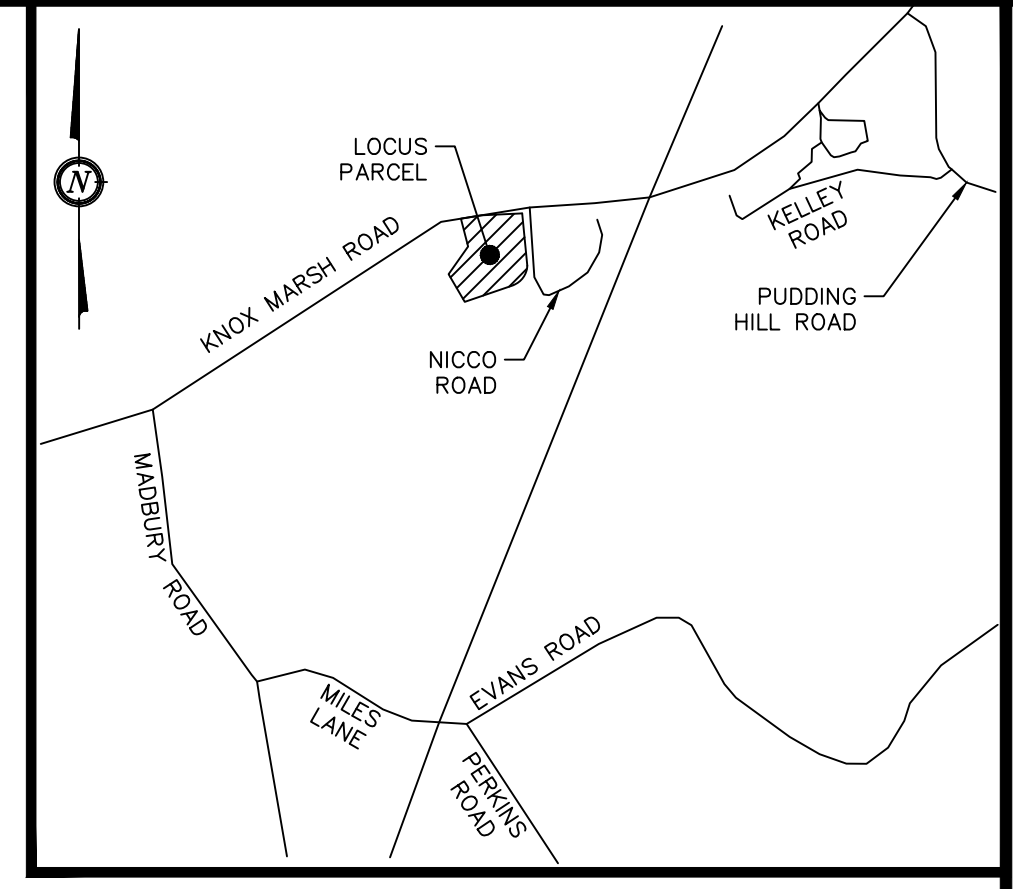 LOCUS
PARCEL
N
KNOX MARSH ROAD
KELLEY
ROAD
PUDDING
HILL ROAD
NICCO
ROAD
MADBURY ROAD
EVANS ROAD
MILES
LANE
PERKINS
ROAD